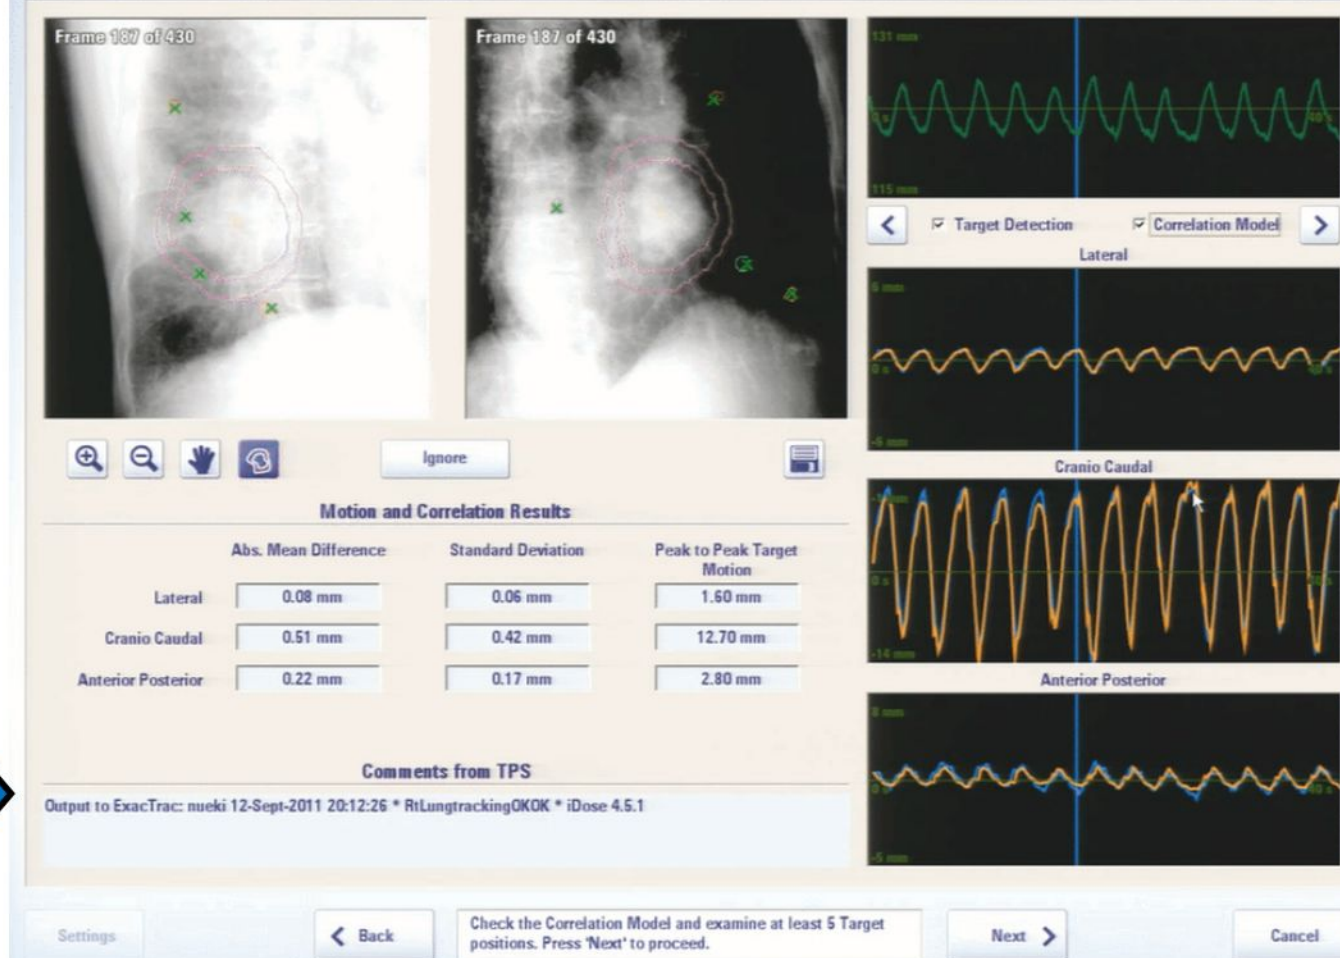 Frame 187 of 430
Frame 187 of 430
131 mm
0 s
40 s
115 mm
Target Detection
Correlation Model
Lateral
6 mm
0 s
-5 mm
Ignore
Cranio Caudal
0 s
-14 mm
Motion and Correlation Results
Abs. Mean Difference
Standard Deviation
Peak to Peak Target
Motion
Lateral
0.08 mm
0.06 mm
1.60 mm
Cranio Caudal
0.51 mm
0.42 mm
12.70 mm
Anterior Posterior
0.22 mm
0.17 mm
2.80 mm
Anterior Posterior
8 mm
0 s
40 s
-5 mm
Comments from TPS
Output to ExacTrac: nueki 12-Sept-2011 20:12:26 * RtLungtrackingOKOK * iDose 4.5.1
Settings
Back
Check the Correlation Model and examine at least 5 Target
positions. Press 'Next' to proceed.
Next
Cancel